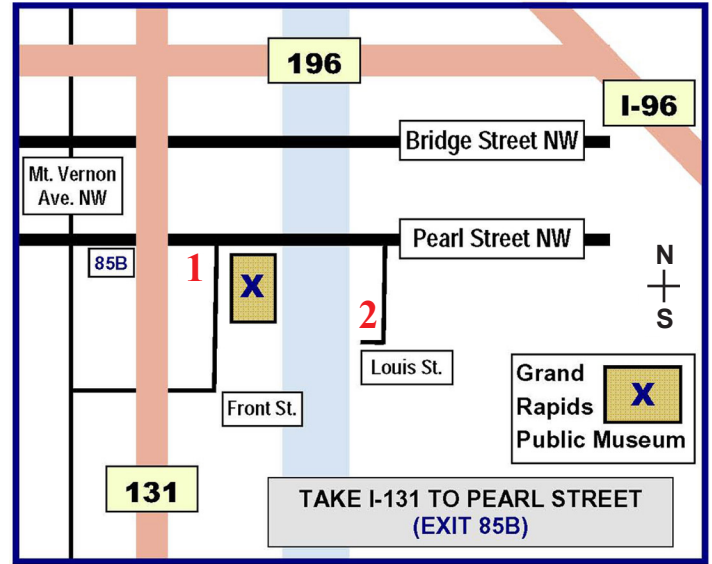 196
I-96
Bridge Street NW
Mt. Vernon
Ave. NW
Pearl Street NW
85B
1
X
2
N
S
Louis St.
Front St.
Grand
Rapids
Public Museum
X
131
TAKE I-131 TO PEARL STREET
(EXIT 85B)